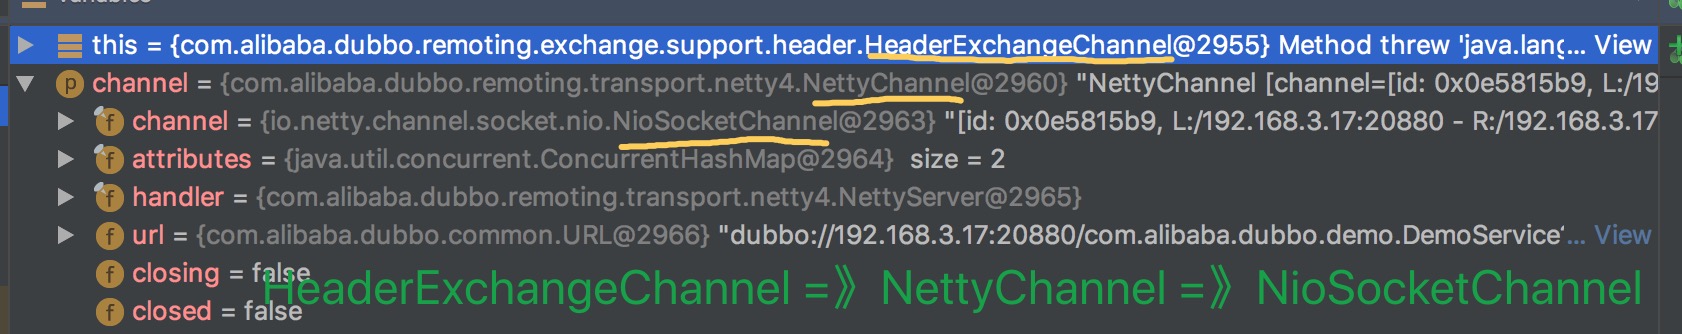 this = {com.alibaba.dubbo.remoting.exchange.support.header.HeaderExchangeChannel@2955} Method threw 'java.lang... View
channel = {com.alibaba.dubbo.remoting.transport.netty4.NettyChannel@2960} "NettyChannel [channel=[id: 0x0e5815b9, L:/19
channel = {io.netty.channel.socket.nio.NioSocketChannel@2963} "[id: 0x0e5815b9, L:/192.168.3.17:20880 - R:/192.168.3.17
attributes = {java.util.concurrent.ConcurrentHashMap@2964} size = 2
handler = {com.alibaba.dubbo.remoting.transport.netty4.NettyServer@2965}
url = {com.alibaba.dubbo.common.URL@2966} "dubbo://192.168.3.17:20880/com.alibaba.dubbo.demo.DemoService'... View
closing = false
HeaderExchangeChannel =》 NettyChannel =》 NioSocketChannel
closed = false